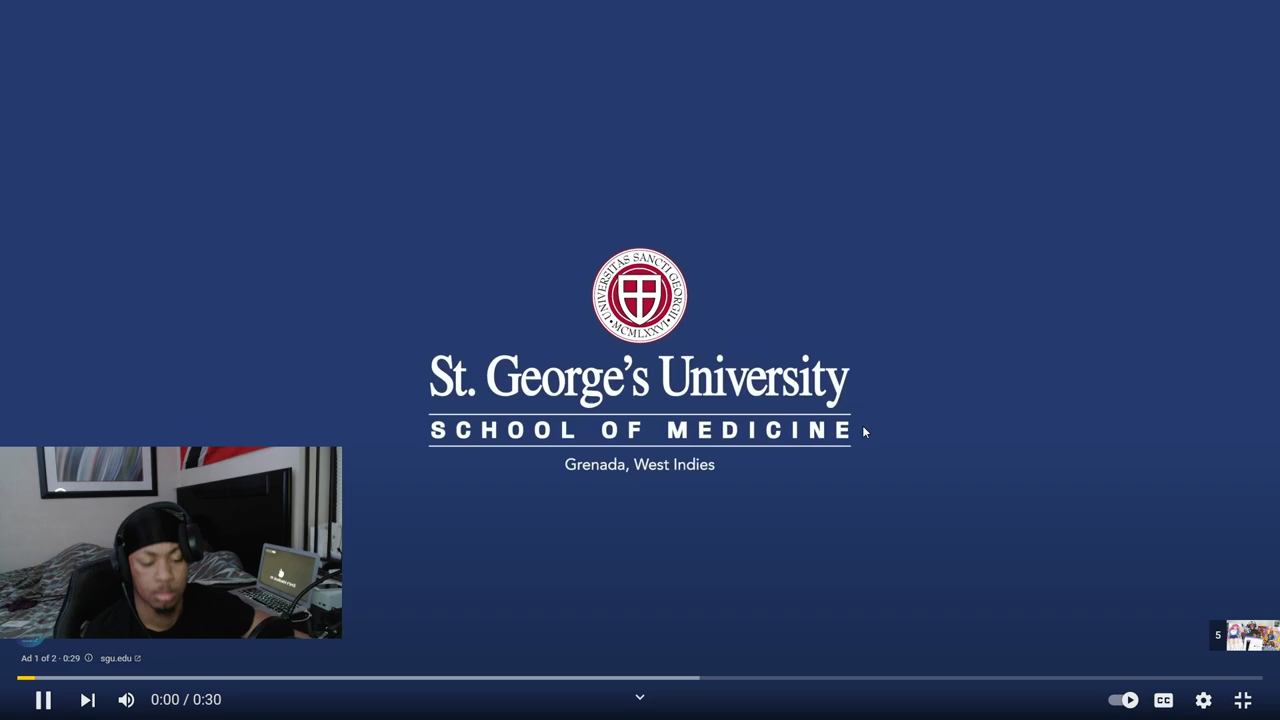 UNIVERSITAS SANCTI GEORGII
• MCMLXXVI •
St. George's University
SCHOOL OF MEDICINE
Grenada, West Indies
5
Ad 1 of 2 · 0:29
sgu.edu
0:00 / 0:30
CC